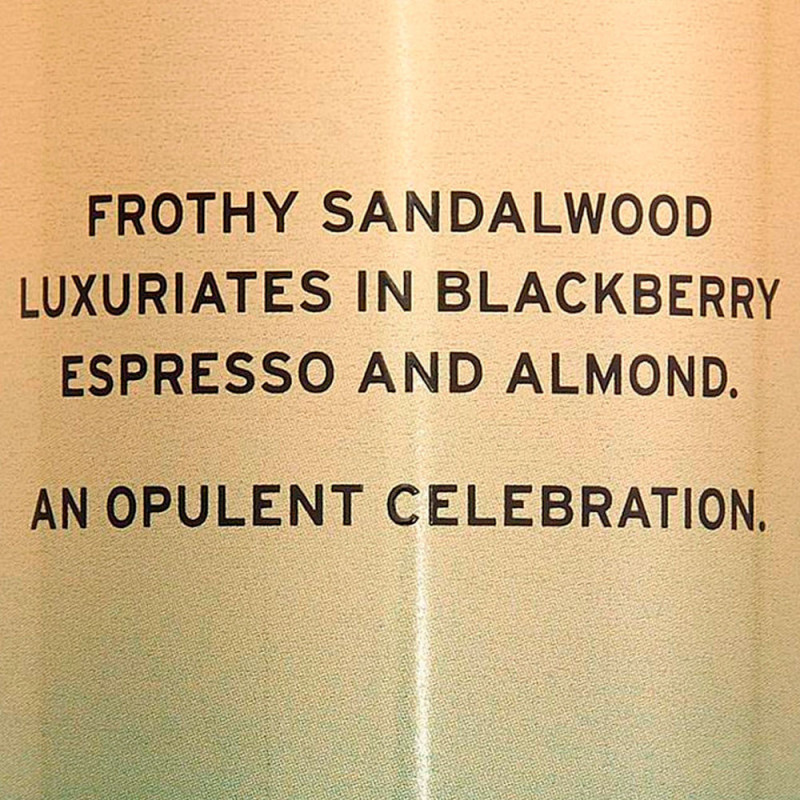 FROTHY SANDALWOOD
LUXURIATES IN BLACKBERRY
ESPRESSO AND ALMOND.
AN OPULENT CELEBRATION.